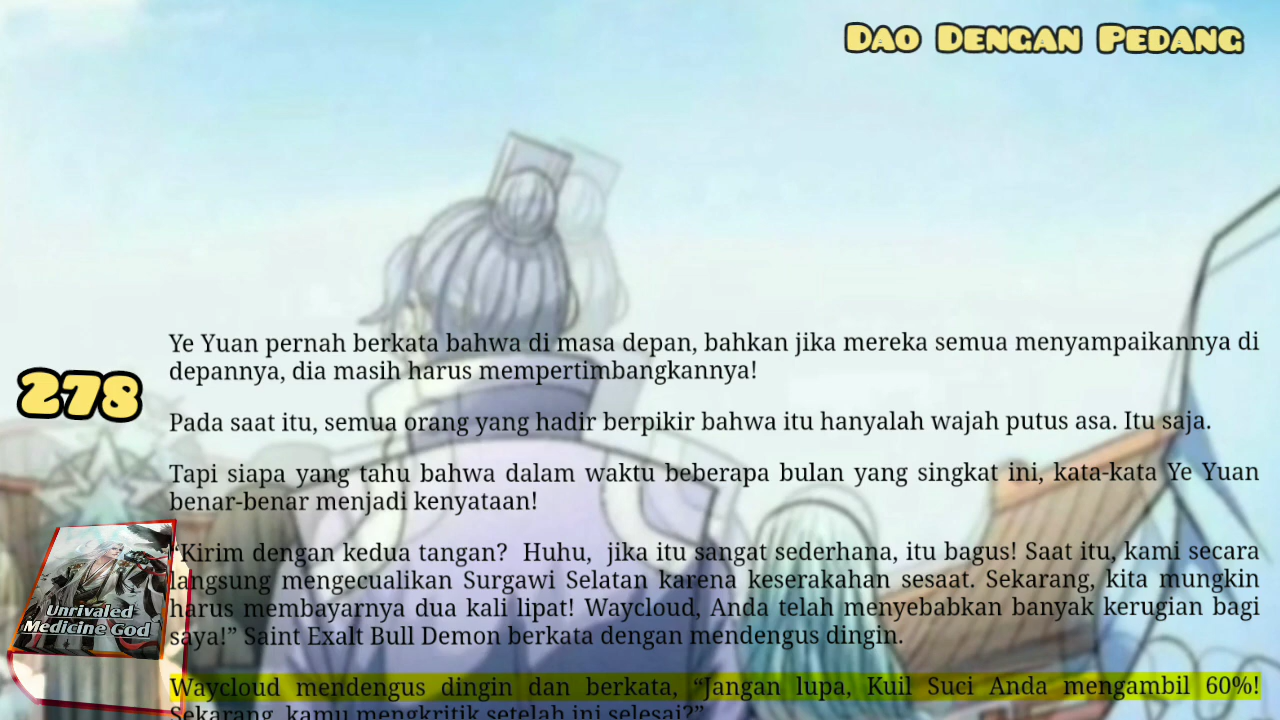 Dao Dengan Pedang
Ye Yuan pernah berkata bahwa di masa depan, bahkan jika mereka semua menyampaikannya di
depannya, dia masih harus mempertimbangkannya!
278
Pada saat itu, semua orang yang hadir berpikir bahwa itu hanyalah wajah putus asa. Itu saja.
Tapi siapa yang tahu bahwa dalam waktu beberapa bulan yang singkat ini, kata-kata Ye Yuan
benar-benar menjadi kenyataan!
“Kirim dengan kedua tangan? Huhu, jika itu sangat sederhana, itu bagus! Saat itu, kami secara
langsung mengecualikan Surgawi Selatan karena keserakahan sesaat. Sekarang, kita mungkin
harus membayarnya dua kali lipat! Waycloud, Anda telah menyebabkan banyak kerugian bagi
saya!” Saint Exalt Bull Demon berkata dengan mendengus dingin.
Unrivaled
Medicine God
Waycloud mendengus dingin dan berkata, “Jangan lupa, Kuil Suci Anda mengambil 60%!
Sekarang, kamu mengkritik setelah ini selesai?”